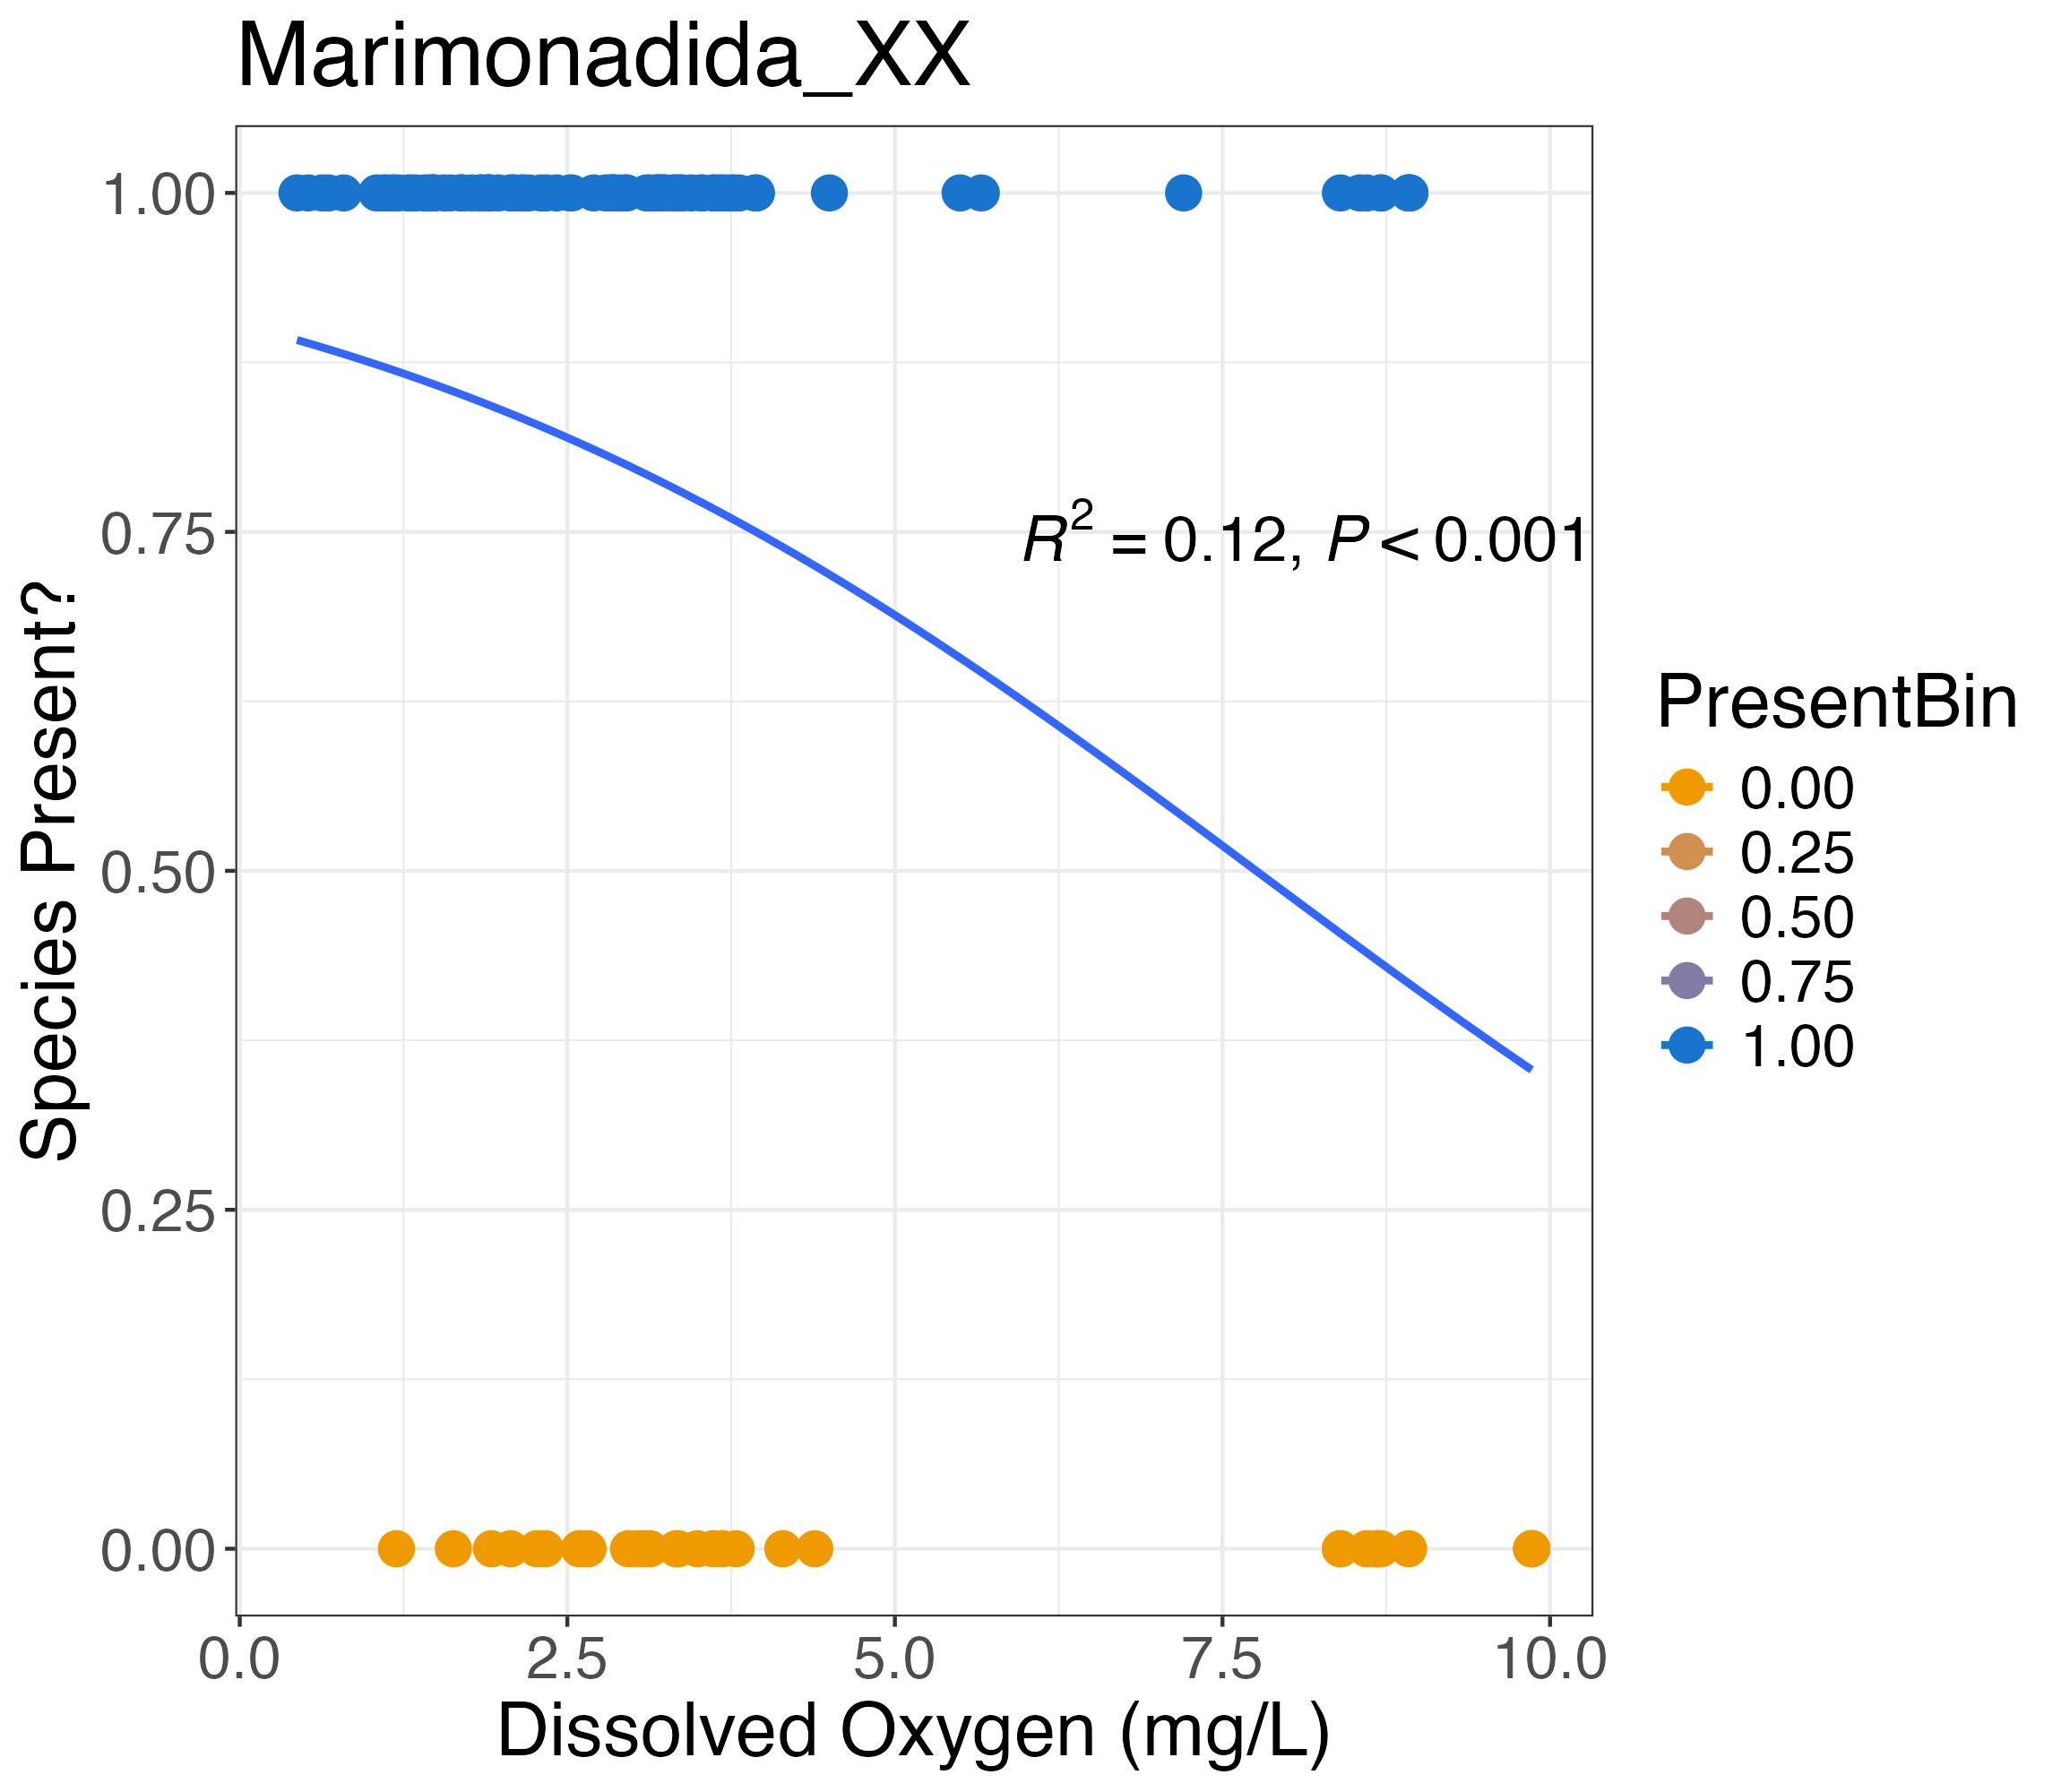 Marimonadida_XX
Species Present?
1.00
0.75
0.50
0.25
0.00
R² = 0.12, P < 0.001
0.0 2.5 5.0 7.5 10.0
Dissolved Oxygen (mg/L)
PresentBin
0.00
0.25
0.50
0.75
1.00